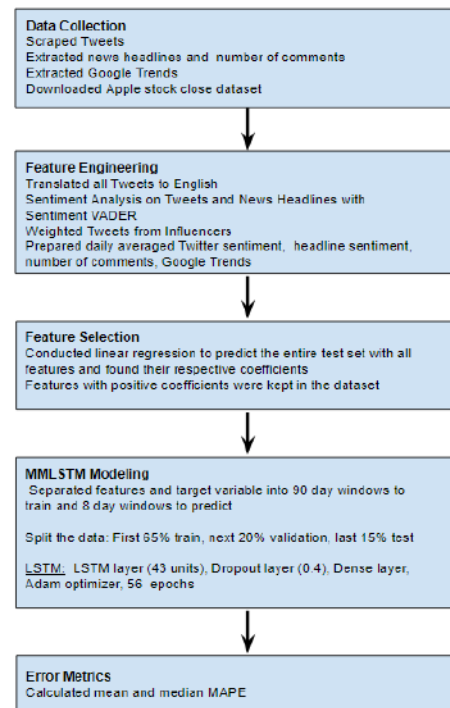 Data Collection
Scraped Tweets
Extracted news headlines and number of comments
Extracted Google Trends
Downloaded Apple stock close dataset
Feature Engineering
Translated all Tweets to English
Sentiment Analysis on Tweets and News Headlines with
Sentiment VADER
Weighted Tweets from Influencers
Prepared daily averaged Twitter sentiment, headline sentiment,
number of comments, Google Trends
Feature Selection
Conducted linear regression to predict the entire test set with all
features and found their respective coefficients
Features with positive coefficients were kept in the dataset
MMLSTM Modeling
Separated features and target variable into 90 day windows to
train and 8 day windows to predict
Split the data: First 65% train, next 20% validation, last 15% test
LSTM: LSTM layer (43 units), Dropout layer (0.4), Dense layer,
Adam optimizer, 56 epochs
Error Metrics
Calculated mean and median MAPE